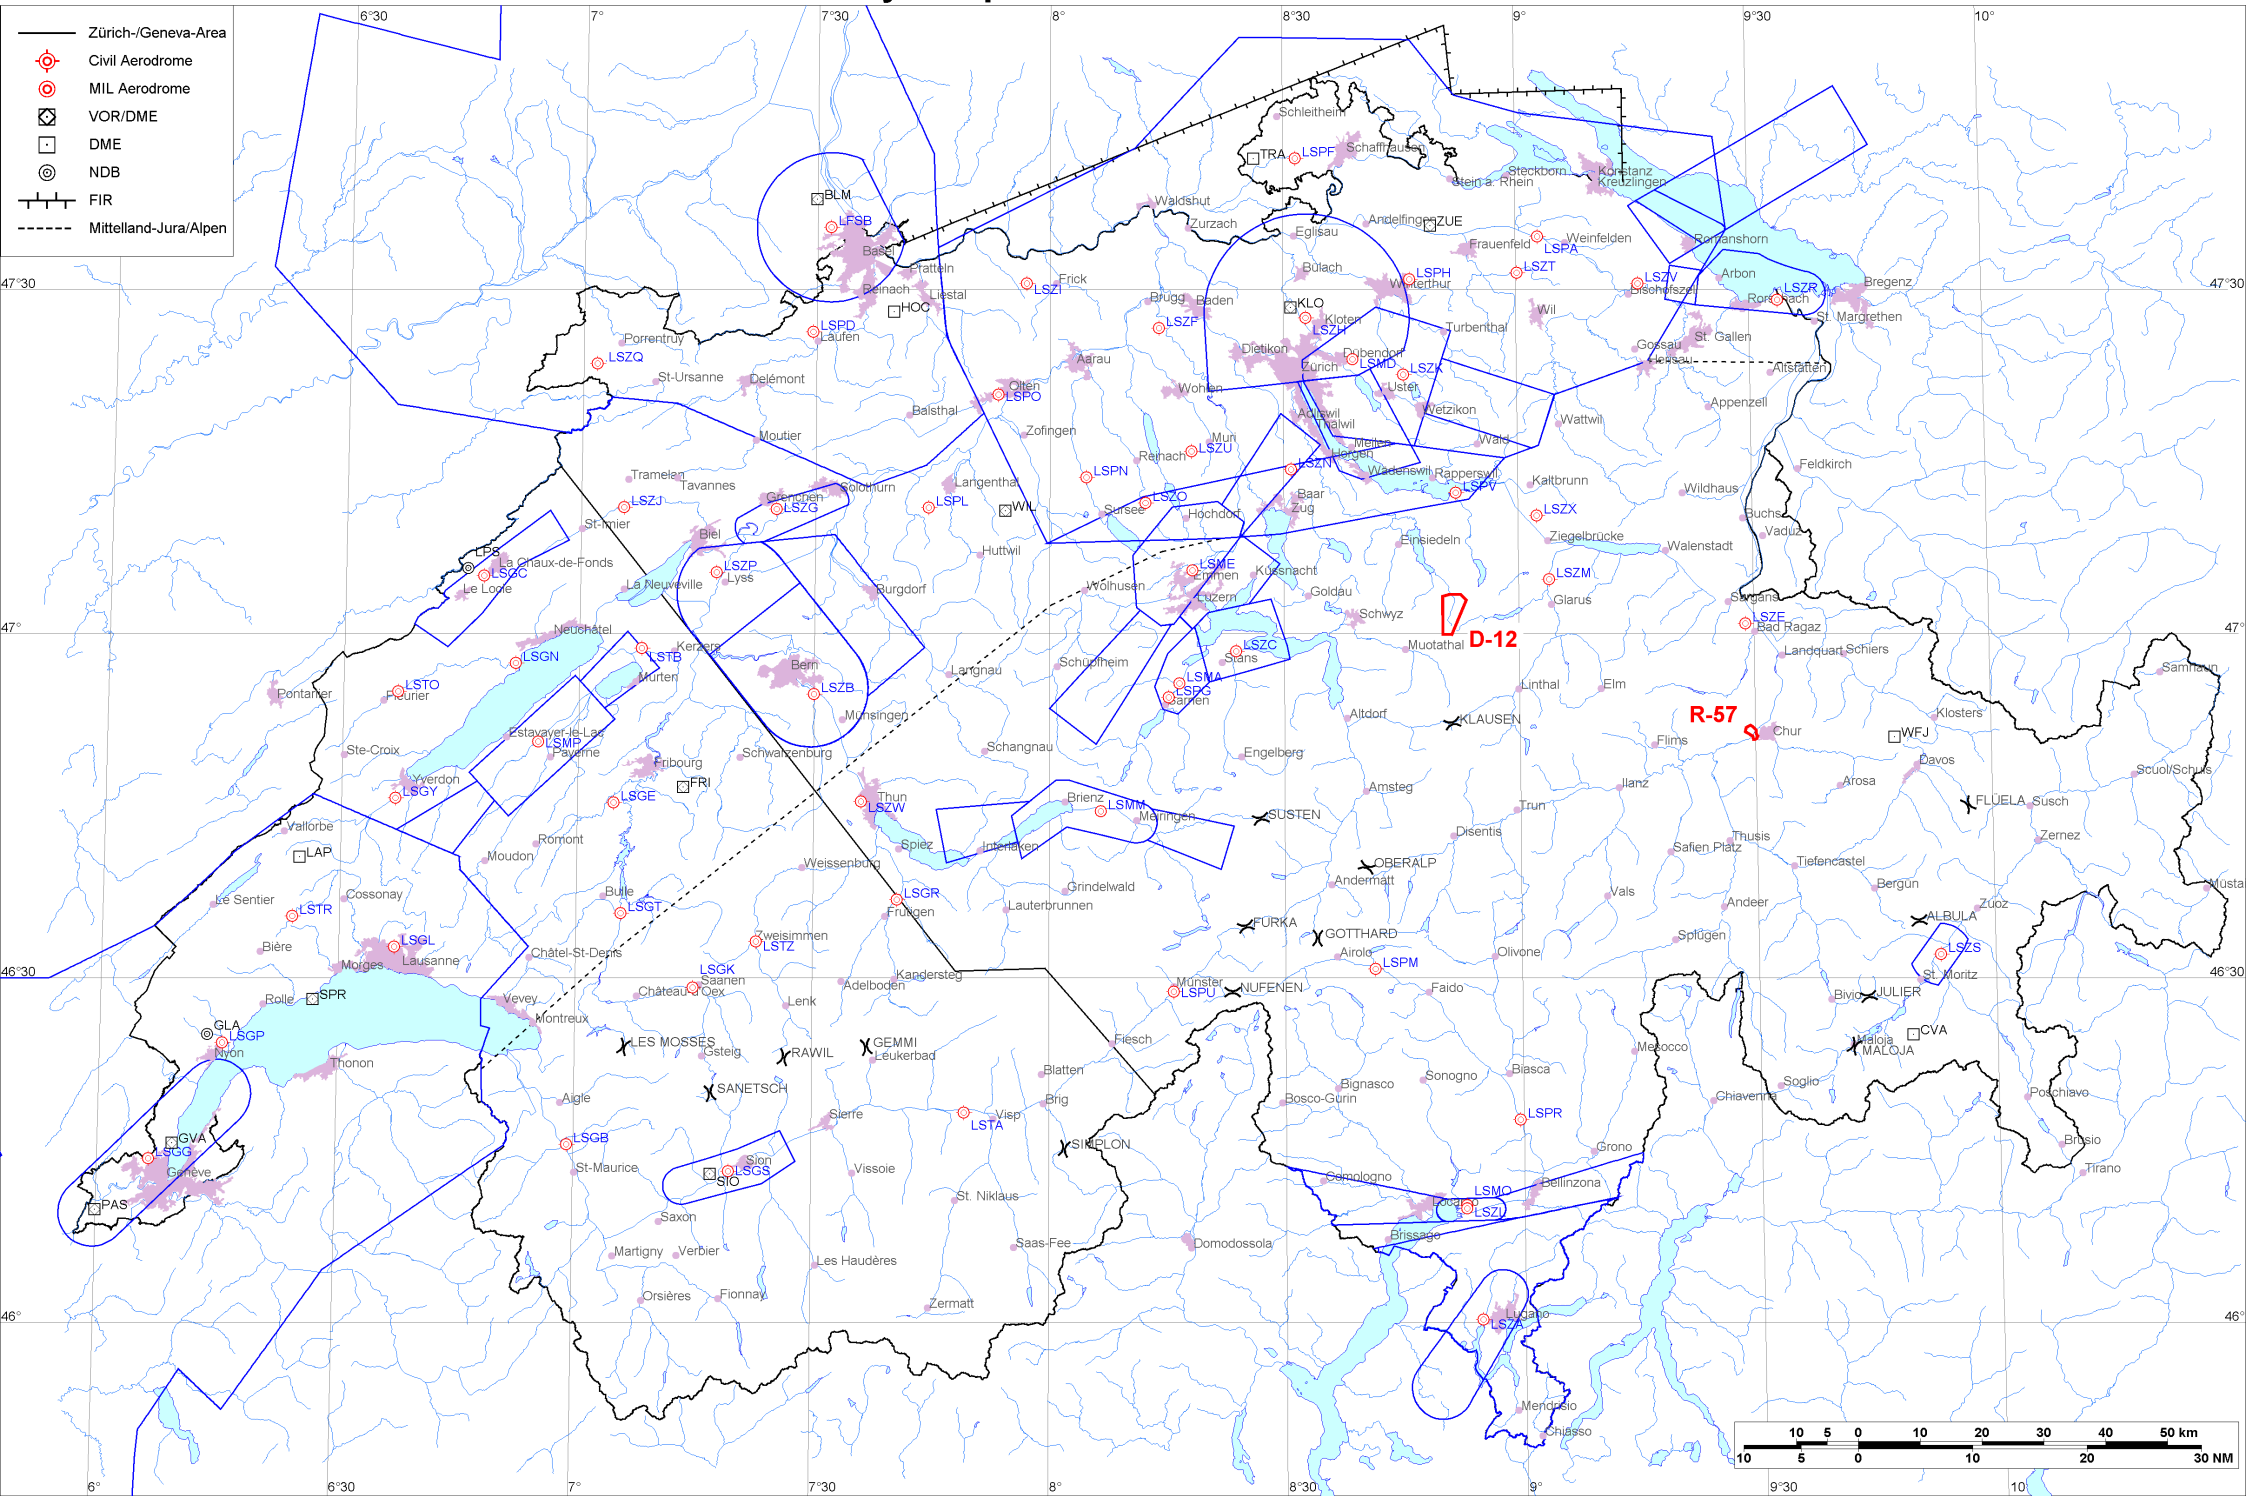 6°30
7°
7°30
8°
8°30
9°
9°30
10°
Zürich-/Geneva-Area
Civil Aerodrome
MIL Aerodrome
VOR/DME
DME
NDB
FIR
Mittelland-Jura/Alpen
Schleitheim
TRA
LSPF
Schaffhausen
Steckborn
Stein a. Rhein
Konstanz
Kreuzlingen
BLM
LFSB
Basel
Waldshut
Zurzach
Eglisau
Andelfingen
ZUE
Frauenfeld
LSPA
Weinfelden
Romanshorn
Pratteln
Reinach
Liestal
HOC
LSZI
Frick
Bülach
LSPH
Winterthur
LSZT
LSZV
Bischofszell
Arbon
LSZR
Rorschach
Bregenz
47°30
47°30
St. Margrethen
Brugg
Baden
LSZF
KLO
Kloten
LSZH
Wil
Turbenthal
St. Gallen
Gossau
Herisau
Altstätten
LSPD
Laufen
Porrentruy
LSZQ
St-Ursanne
Delémont
Aarau
Olten
LSPO
Wohlen
Dietikon
Zürich
Dübendorf
LSMD
LSZK
Uster
Wetzikon
Appenzell
Balsthal
Zofingen
Adliswil
Thalwil
Wattwil
Moutier
Muri
LSZU
Reinach
Meilen
Horgen
Wald
LSPN
LSZN
Wädenswil
Rapperswil
LSPV
Kaltbrunn
Feldkirch
Tramelan
Tavannes
Grenchen
LSZG
Solothurn
Langenthal
LSPL
WIL
LSZO
Sursee
Hochdorf
Baar
Zug
LSZX
Wildhaus
Buchs
Vaduz
LSZJ
St-Imier
Biel
Huttwil
Einsiedeln
Ziegelbrücke
Walenstadt
LPS
La Chaux-de-Fonds
LSGC
Le Locle
La Neuveville
LSZP
Lyss
Burgdorf
Wolhusen
LSME
Emmen
Luzern
Küssnacht
Goldau
Schwyz
LSZM
Glarus
Sargans
LSZE
Bad Ragaz
47°
47°
Neuchâtel
LSGN
LSTB
Kerzers
Murten
Muotathal
D-12
Landquart
Schiers
Samnaun
LSTO
Fleurier
Pontarlier
Bern
LSZB
Münsingen
Langnau
Schüpfheim
LSZC
Stans
LSMA
LSPG
Sarnen
Linthal
Elm
Altdorf
KLAUSEN
R-57
Chur
Klosters
WFJ
Davos
Flims
Ste-Croix
Estavayer-le-Lac
LSMP
Payerne
Schwarzenburg
Schangnau
Engelberg
Yverdon
LSGY
Fribourg
FRI
LSGE
Thun
LSZW
Brienz
LSMM
Meiringen
Amsteg
SUSTEN
Trun
Ilanz
Arosa
Scuol/Schuls
FLÜELA
Susch
Zernez
Vallorbe
LAP
Romont
Moudon
Spiez
Interlaken
Weissenburg
Disentis
OBERALP
Andermatt
Safien Platz
Thusis
Tiefencastel
Bergun
Le Sentier
Cossonay
LSTR
Bulle
LSGT
LSGR
Frutigen
Grindelwald
Lauterbrunnen
Vals
Andeer
Zuoz
ALBULA
LSZS
FURKA
GOTTHARD
Zweisimmen
LSTZ
Bière
LSGL
Lausanne
Morges
Châtel-St-Denis
Airolo
LSPM
Olivone
Splügen
St. Moritz
46°30
46°30
LSGK
Saanen
Château-d'Oex
Adelboden
Kandersteg
Lenk
Münster
LSPU
NUFENEN
Faido
Bivio
JULIER
CVA
Maloja
MALOJA
Rolle
SPR
Vevey
Montreux
GLA
LSGP
Nyon
Thonon
LES MOSSES
Gsteig
RAWIL
GEMMI
Leukerbad
Fiesch
Mesocco
SANETSCH
Aigle
Blatten
Brig
Bosco-Gurin
Bignasco
Sonogno
Biasca
Chiavenna
Soglio
Poschiavo
Sierre
LSTA
Visp
LSPR
GVA
LSGG
Genève
PAS
LSGB
St-Maurice
Sion
LSGS
SIO
Vissoie
SIMPLON
Grono
Brusio
Tirano
Comologno
Locarno
LSMO
LSZL
Bellinzona
St. Niklaus
Saxon
Martigny
Verbier
Les Haudères
Saas-Fee
Domodossola
Brissago
Orsières
Fionnay
Zermatt
Lugano
LSZA
46°
46°
Mendrisio
Chiasso
10 5 0 10 20 30 40 50 km
10 5 0 10 20 30 NM
6°
6°30
7°
7°30
8°
8°30
9°
9°30
10°